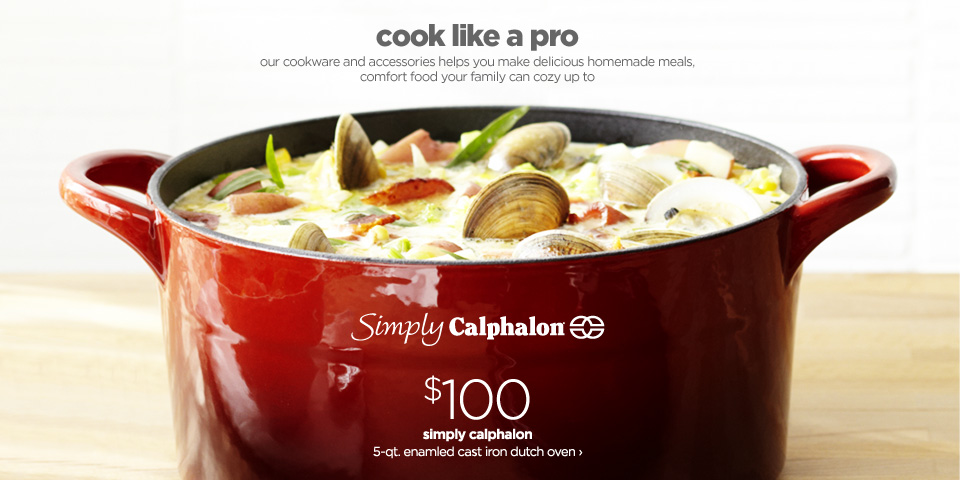 cook like a pro
our cookware and accessories helps you make delicious homemade meals,
comfort food your family can cozy up to
Simply Calphalon
$100
simply calphalon
5-qt. enamled cast iron dutch oven ›